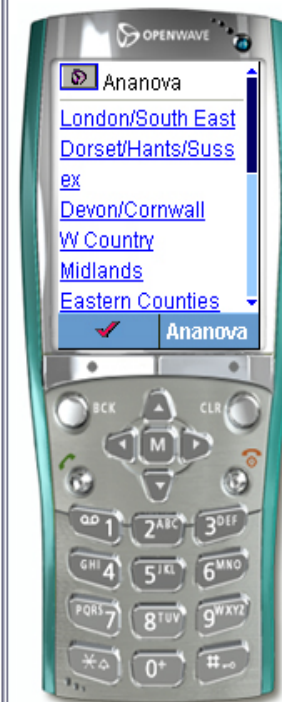 OPENWAVE
Ananova
London/South East
Dorset/Hants/Suss
ex
Devon/Cornwall
W Country
Midlands
Eastern Counties
Ananova
BCK CLR
M
1 2ABC 3DEF
GHI4 5JKL 6MNO
PQRS7 8TUV 9WXYZ
* 0+ #